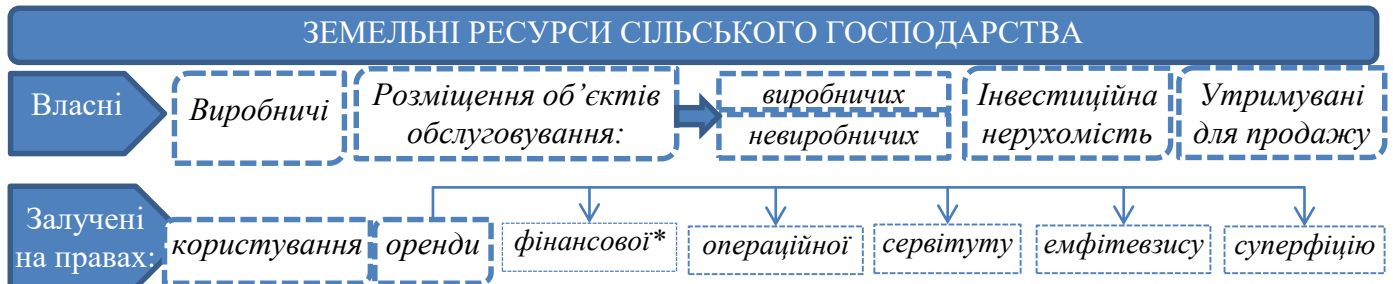 ЗЕМЕЛЬНІ РЕСУРСИ СІЛЬСЬКОГО ГОСПОДАРСТВА
Власні
Виробничі
Розміщення об’єктів
обслуговування:
виробничих
невиробничих
Інвестиційна
нерухомість
Утримувані
для продажу
Залучені
на правах:
користування
оренди
фінансової*
операційної
сервітуту
емфітевзису
суперфіцію